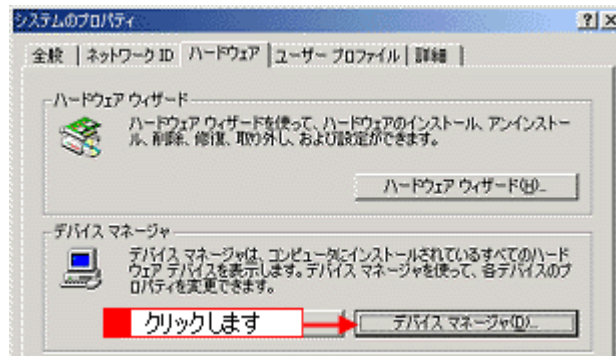 システムのプロパティ
全般 ネットワーク ID ハードウェア ユーザー プロファイル 詳細
ハードウェア ウィザード
ハードウェア ウィザードを使って、ハードウェアのインストール、アンインストー
ル、削除、修復、取り外し、および設定ができます。
ハードウェア ウィザード(H)...
デバイス マネージャ
デバイス マネージャは、コンピュータにインストールされているすべてのハード
ウェア デバイスを表示します。デバイス マネージャを使って、各デバイスのプ
ロパティを変更できます。
クリックします
デバイス マネージャ(D)...